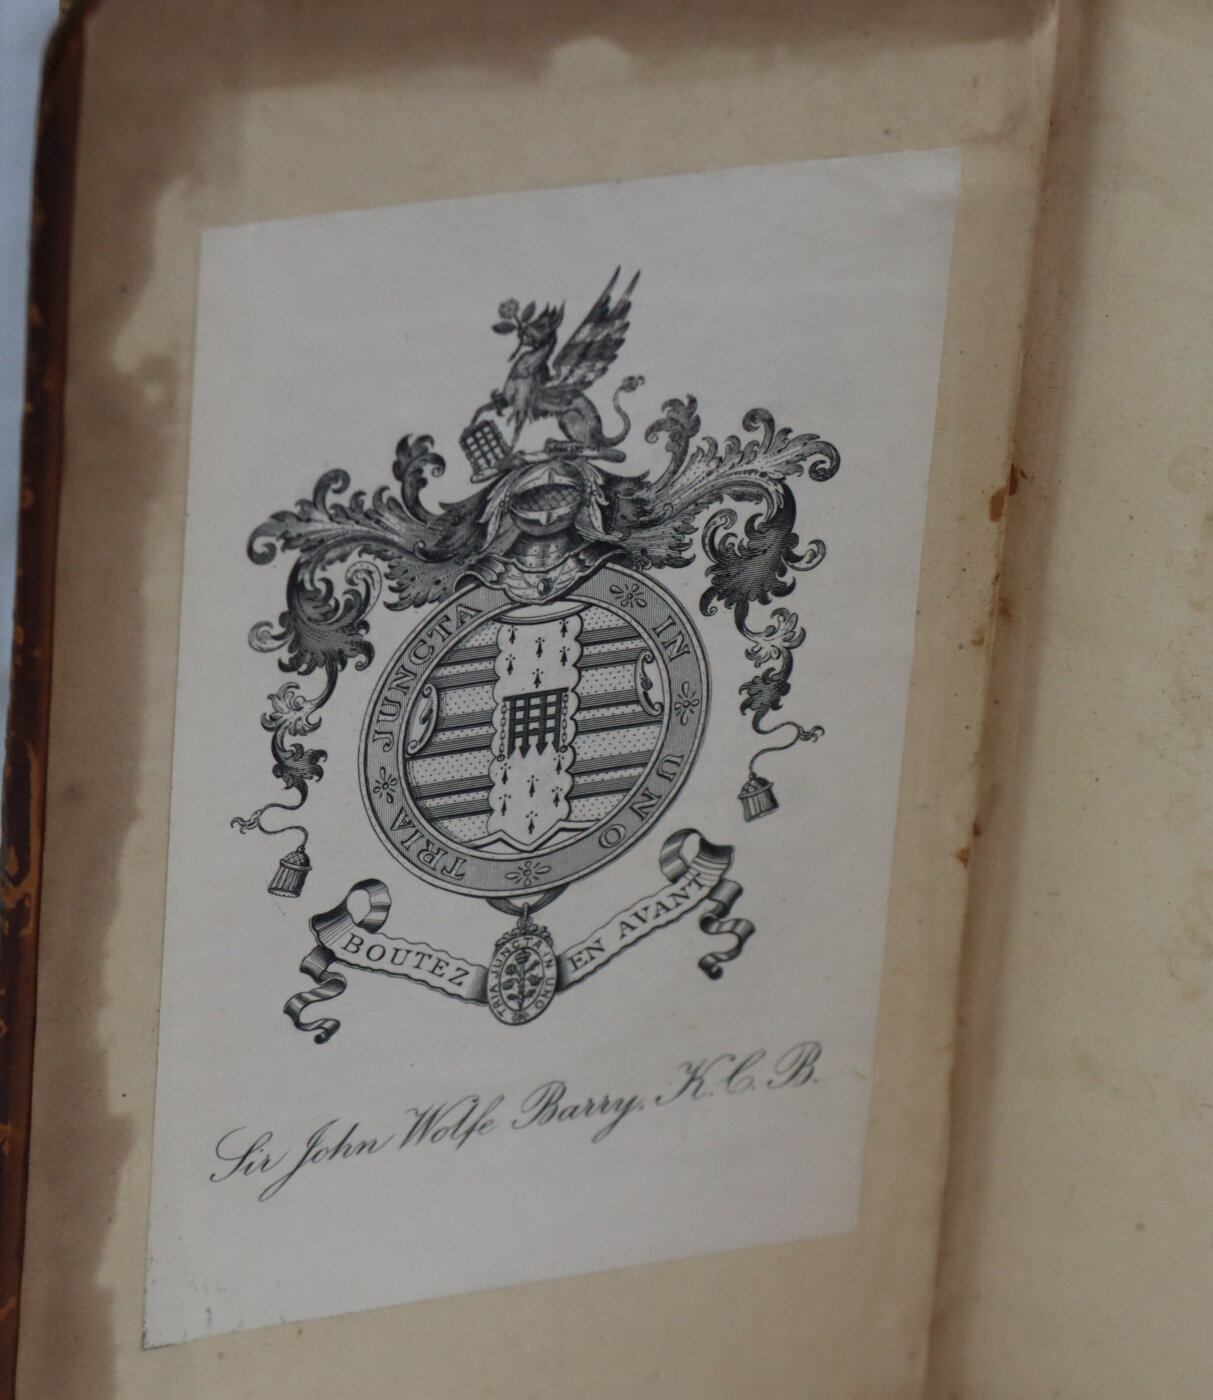 TRIA JUNCTA IN UNO
BOUTEZ EN AVANT
TRIA JUNCTA IN UNO
Sir John Wolfe Barry, K.C.B.